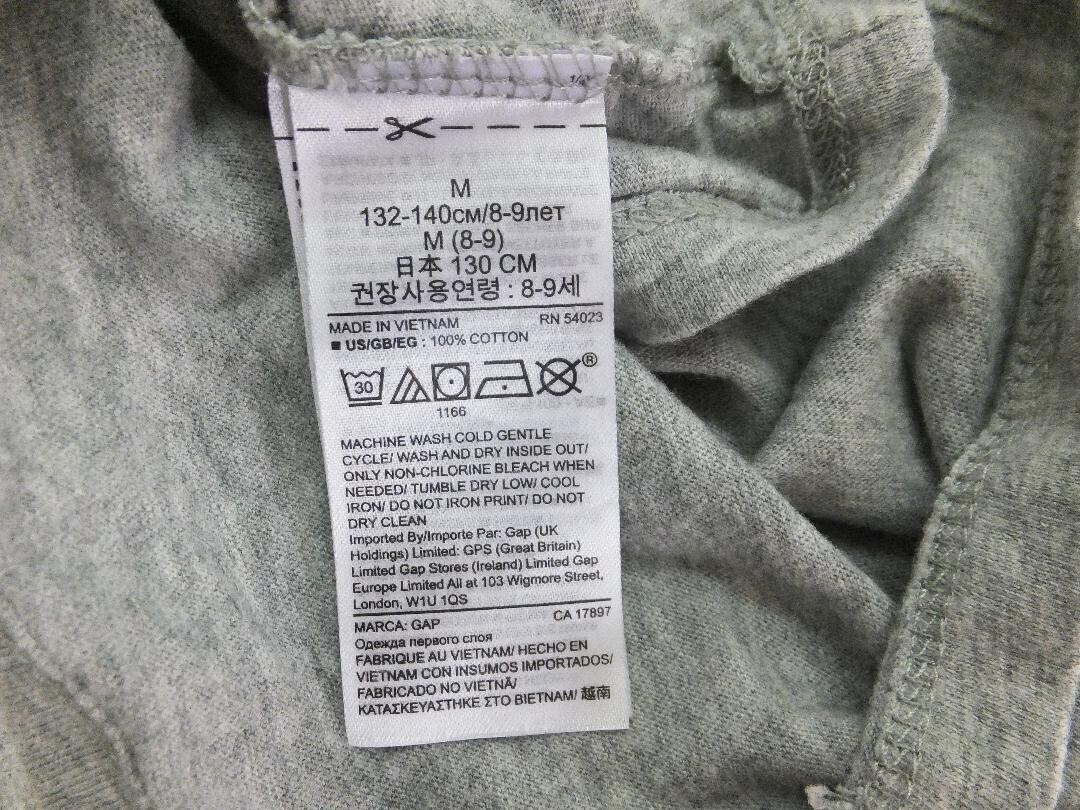 M
132-140см/8-9лет
M (8-9)
日本 130 CM
권장사용연령 : 8-9세
MADE IN VIETNAM RN 54023
■ US/GB/EG : 100% COTTON
30
®
1166
MACHINE WASH COLD GENTLE
CYCLE/ WASH AND DRY INSIDE OUT/
ONLY NON-CHLORINE BLEACH WHEN
NEEDED/ TUMBLE DRY LOW/ COOL
IRON/ DO NOT IRON PRINT/ DO NOT
DRY CLEAN
Imported By/Importe Par: Gap (UK
Holdings) Limited: GPS (Great Britain)
Limited Gap Stores (Ireland) Limited Gap
Europe Limited All at 103 Wigmore Street,
London, W1U 1QS
MARCA: GAP CA 17897
Одежда первого слоя
FABRIQUE AU VIETNAM/ HECHO EN
VIETNAM CON INSUMOS IMPORTADOS/
FABRICADO NO VIETNÃ/
ΚΑΤΑΣΚΕΥΑΣΤΗΚΕ ΣΤΟ ΒΙΕΤΝΑΜ/ 越南